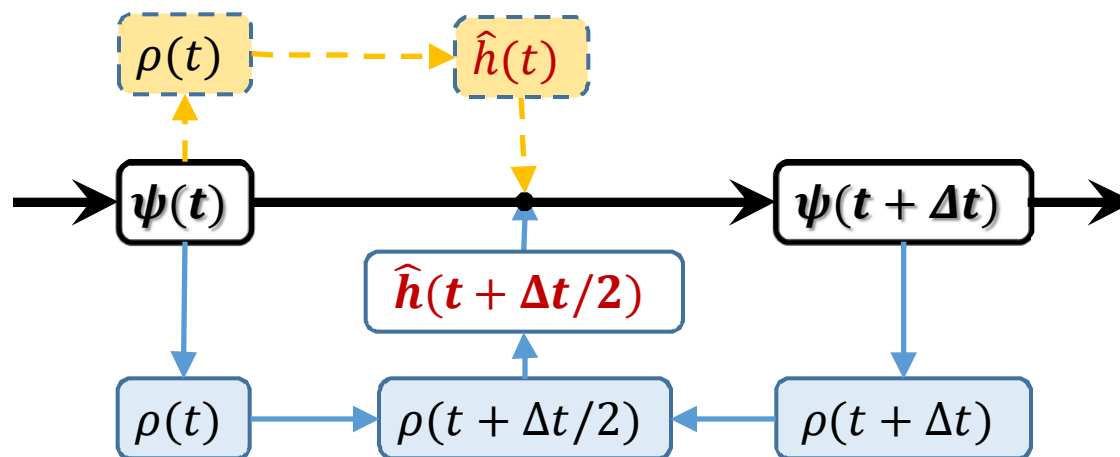 ρ(t)
ĥ(t)
ψ(t)
ψ(t + Δt)
ĥ(t + Δt/2)
ρ(t)
ρ(t + Δt/2)
ρ(t + Δt)